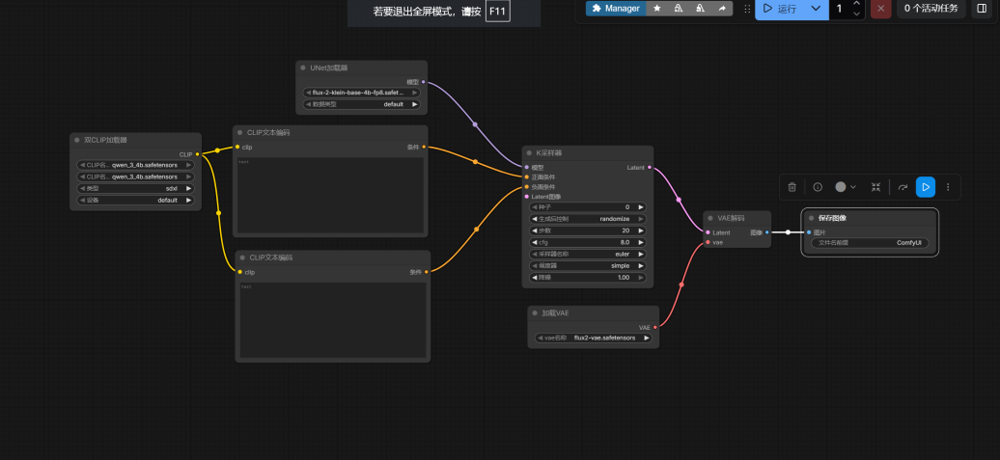 若要退出全屏模式，请按 F11
Manager
运行
1
0 个活动任务
UNet加载器
模型
flux-2-klein-base-4b-fp8.safet...
数据类型 default
双CLIP加载器
CLIP
CLIP名... qwen_3_4b.safetensors
CLIP名... qwen_3_4b.safetensors
类型 sdxl
设备 default
CLIP文本编码
clip 条件
text
CLIP文本编码
clip 条件
text
K采样器
模型 Latent
正面条件
负面条件
Latent图像
种子 0
生成后控制 randomize
步数 20
cfg 8.0
采样器名称 euler
调度器 simple
降噪 1.00
加载VAE
VAE
vae名称 flux2-vae.safetensors
VAE解码
Latent 图像
vae
保存图像
图片
文件名前缀 ComfyUI